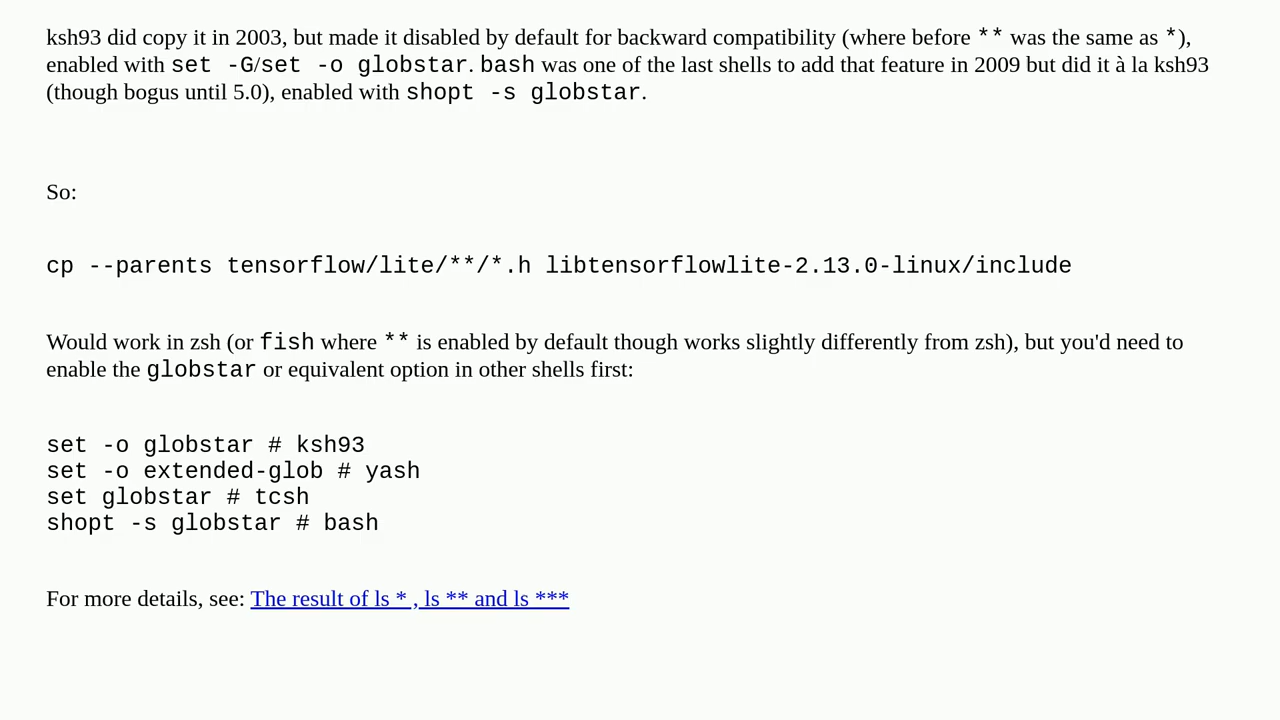 ksh93 did copy it in 2003, but made it disabled by default for backward compatibility (where before ** was the same as *),
enabled with set -G/set -o globstar. bash was one of the last shells to add that feature in 2009 but did it à la ksh93
(though bogus until 5.0), enabled with shopt -s globstar.
So:
cp --parents tensorflow/lite/**/*.h libtensorflowlite-2.13.0-linux/include
Would work in zsh (or fish where ** is enabled by default though works slightly differently from zsh), but you'd need to
enable the globstar or equivalent option in other shells first:
set -o globstar # ksh93
set -o extended-glob # yash
set globstar # tcsh
shopt -s globstar # bash
For more details, see: The result of ls * , ls ** and ls ***